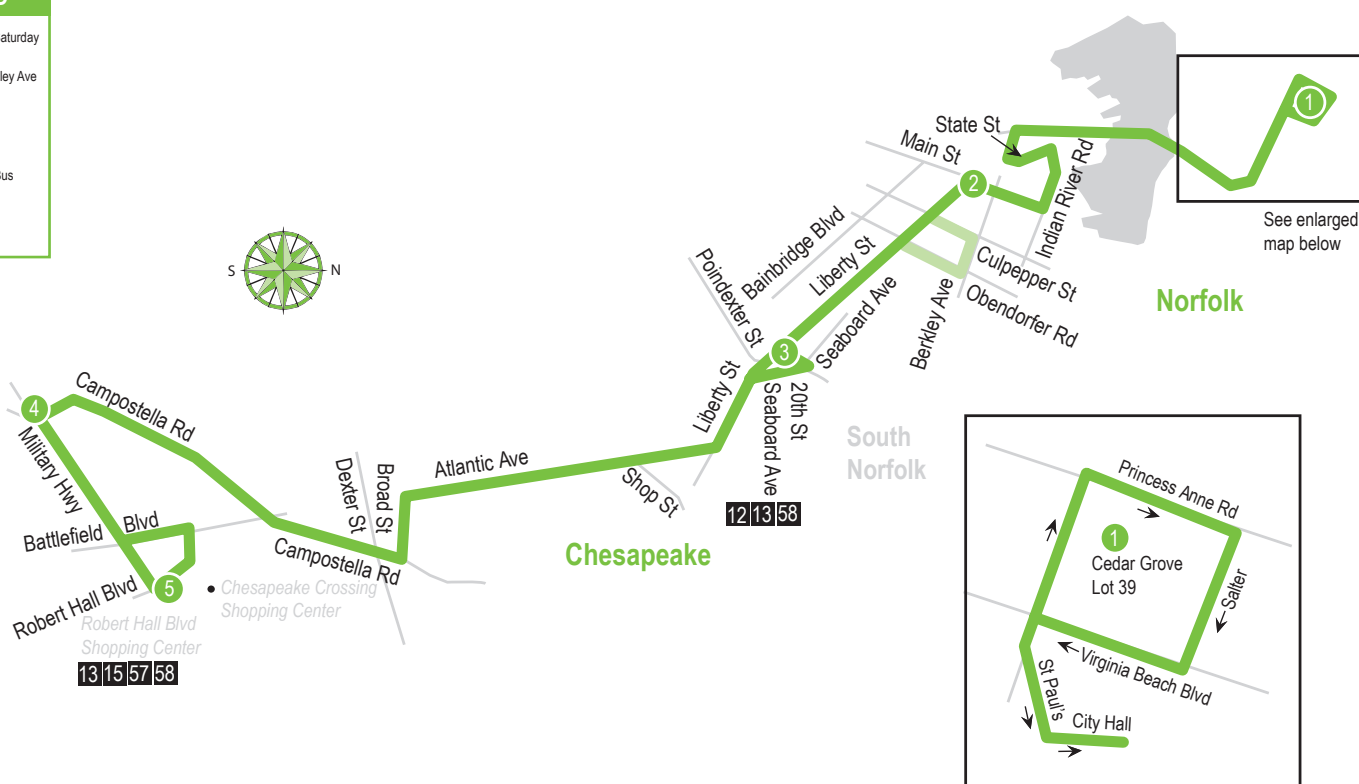 aturday
ley Ave
us
State St
Main St
1
2
Indian River Rd
See enlarged
map below
S
N
Bainbridge Blvd
Liberty St
Culpepper St
Poindexter St
Seaboard Ave
Berkley Ave
Obendorfer Rd
Norfolk
3
Liberty St
Seaboard Ave
20th St
4
Campostella Rd
Military Hwy
South
Norfolk
Dexter St
Broad St
Atlantic Ave
Shop St
12 13 58
Battlefield Blvd
Campostella Rd
Chesapeake
5
Robert Hall Blvd
Chesapeake Crossing
Shopping Center
Robert Hall Blvd
Shopping Center
13 15 57 58
Princess Anne Rd
1
Cedar Grove
Lot 39
Salter
Virginia Beach Blvd
St Paul's
City Hall